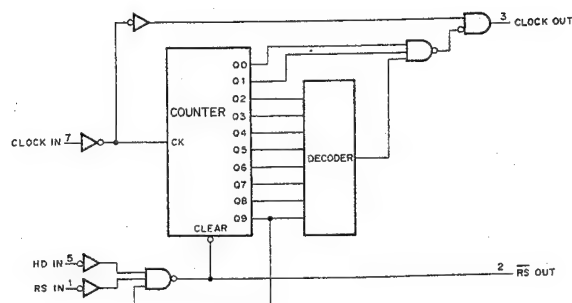 3 CLOCK OUT
Q0
Q1
COUNTER
Q2
Q3
Q4
CLOCK IN 7
CK
Q5
DECODER
Q6
Q7
Q8
CLEAR
Q9
HD IN 5
2 RS OUT
RS IN 1